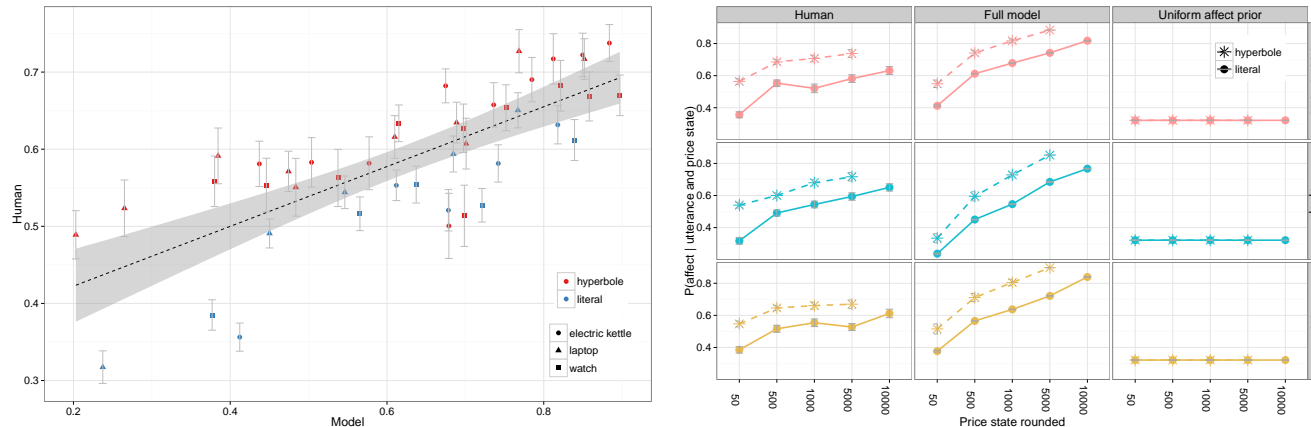 Human
0.7
0.6
0.5
0.4
0.3
0.2
0.4
0.6
0.8
Model
hyperbole
literal
electric kettle
laptop
watch
Human
Full model
Uniform affect prior
P(affect | utterance and price state)
0.8
0.6
0.4
0.8
0.6
0.4
0.8
0.6
0.4
hyperbole
literal
50
500
1000
5000
10000
50
500
1000
5000
10000
50
500
1000
5000
10000
Price state rounded